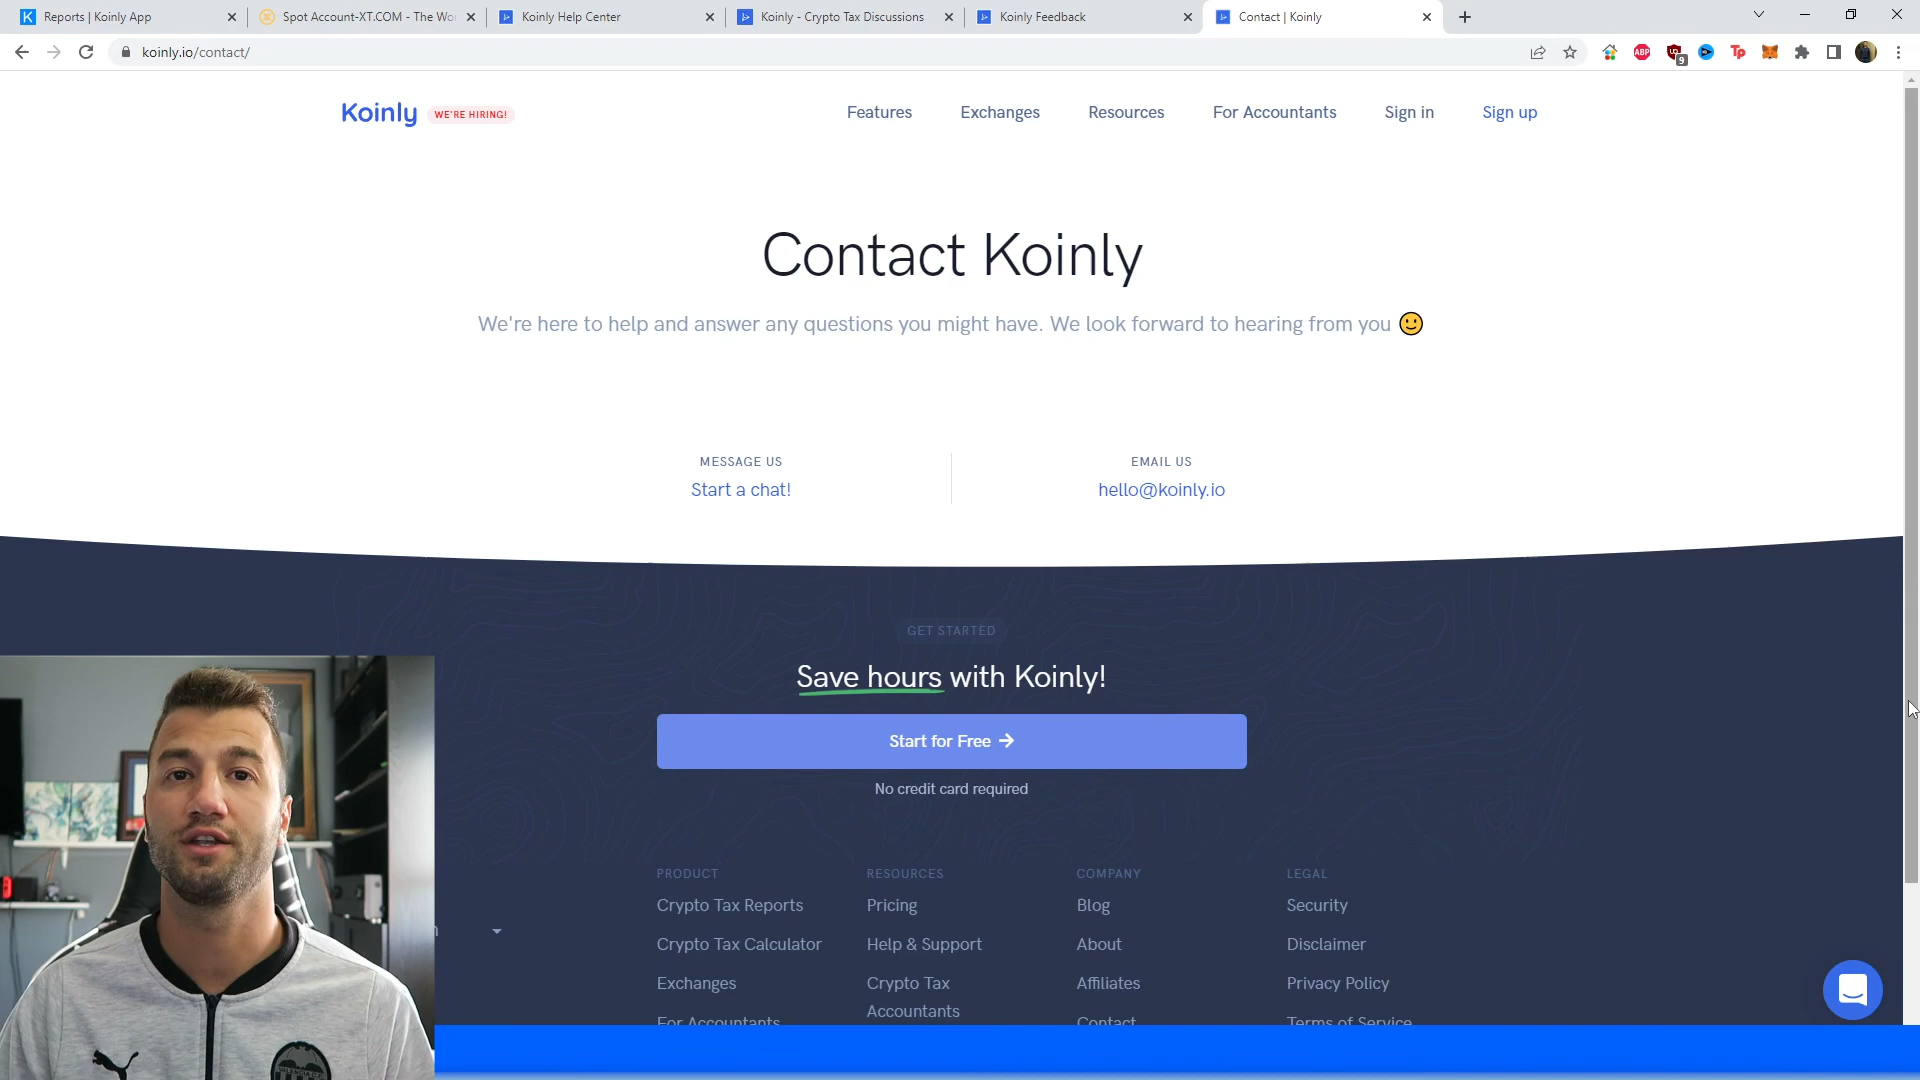 Reports | Koinly App
Spot Account-XT.COM - The Wo
Koinly Help Center
Koinly - Crypto Tax Discussions
Koinly Feedback
Contact | Koinly
koinly.io/contact/
ABP
9
Tp
Koinly
WE'RE HIRING!
Features
Exchanges
Resources
For Accountants
Sign in
Sign up
Contact Koinly
We're here to help and answer any questions you might have. We look forward to hearing from you
MESSAGE US
Start a chat!
EMAIL US
hello@koinly.io
GET STARTED
Save hours with Koinly!
Start for Free →
No credit card required
PRODUCT
Crypto Tax Reports
Crypto Tax Calculator
Exchanges
For Accountants
RESOURCES
Pricing
Help & Support
Crypto Tax
Accountants
COMPANY
Blog
About
Affiliates
Contact
LEGAL
Security
Disclaimer
Privacy Policy
Terms of Service